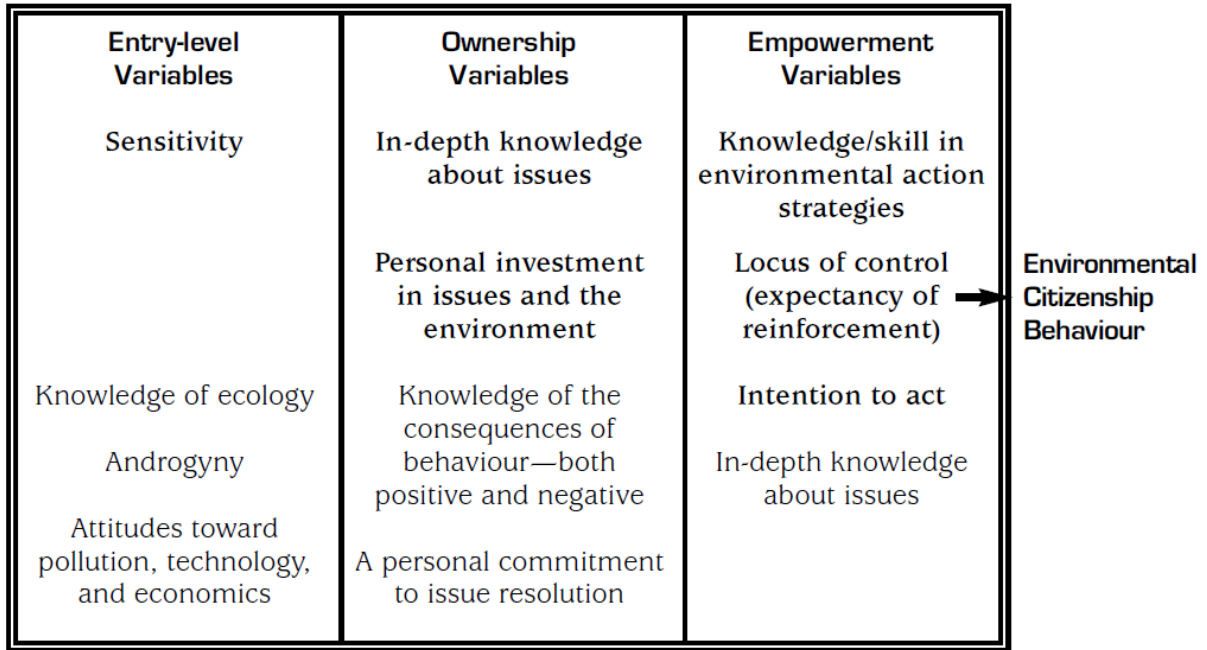 Entry-level
Variables
Sensitivity
Knowledge of ecology
Androgyny
Attitudes toward
pollution, technology,
and economics
Ownership
Variables
In-depth knowledge
about issues
Personal investment
in issues and the
environment
Knowledge of the
consequences of
behaviour—both
positive and negative
A personal commitment
to issue resolution
Empowerment
Variables
Knowledge/skill in
environmental action
strategies
Locus of control
(expectancy of
reinforcement)
Intention to act
In-depth knowledge
about issues
Environmental
Citizenship
Behaviour